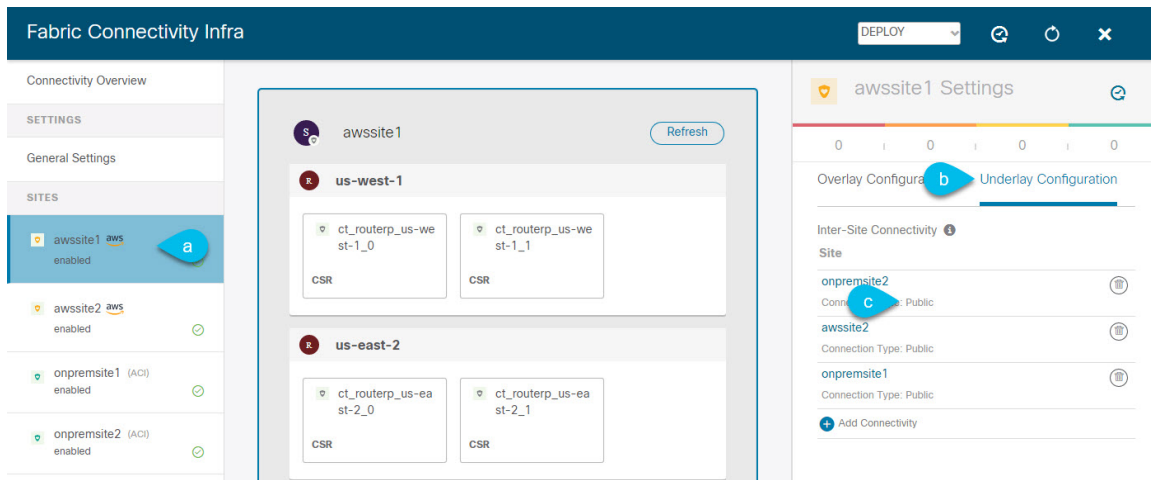 Fabric Connectivity Infra
DEPLOY
Connectivity Overview
SETTINGS
General Settings
SITES
awssite1 aws
enabled
a
awssite2 aws
enabled
onpremsite1 (ACI)
enabled
onpremsite2 (ACI)
enabled
S awssite1
Refresh
R us-west-1
ct_routerp_us-we
st-1_0
CSR
ct_routerp_us-we
st-1_1
CSR
R us-east-2
ct_routerp_us-ea
st-2_0
CSR
ct_routerp_us-ea
st-2_1
CSR
awssite1 Settings
0 0 0 0
Overlay Configura b Underlay Configuration
Inter-Site Connectivity i
Site
onpremsite2
Conne c e: Public
awssite2
Connection Type: Public
onpremsite1
Connection Type: Public
Add Connectivity